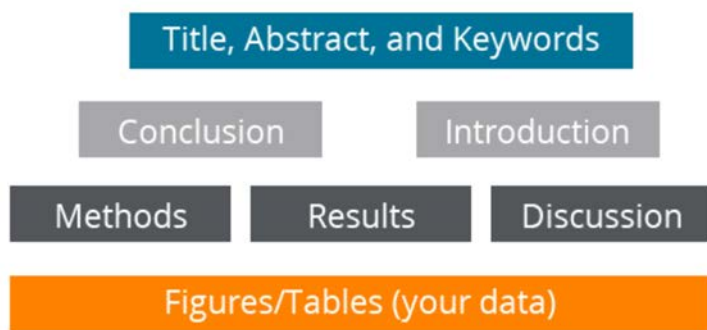 Title, Abstract, and Keywords
Conclusion
Introduction
Methods
Results
Discussion
Figures/Tables (your data)